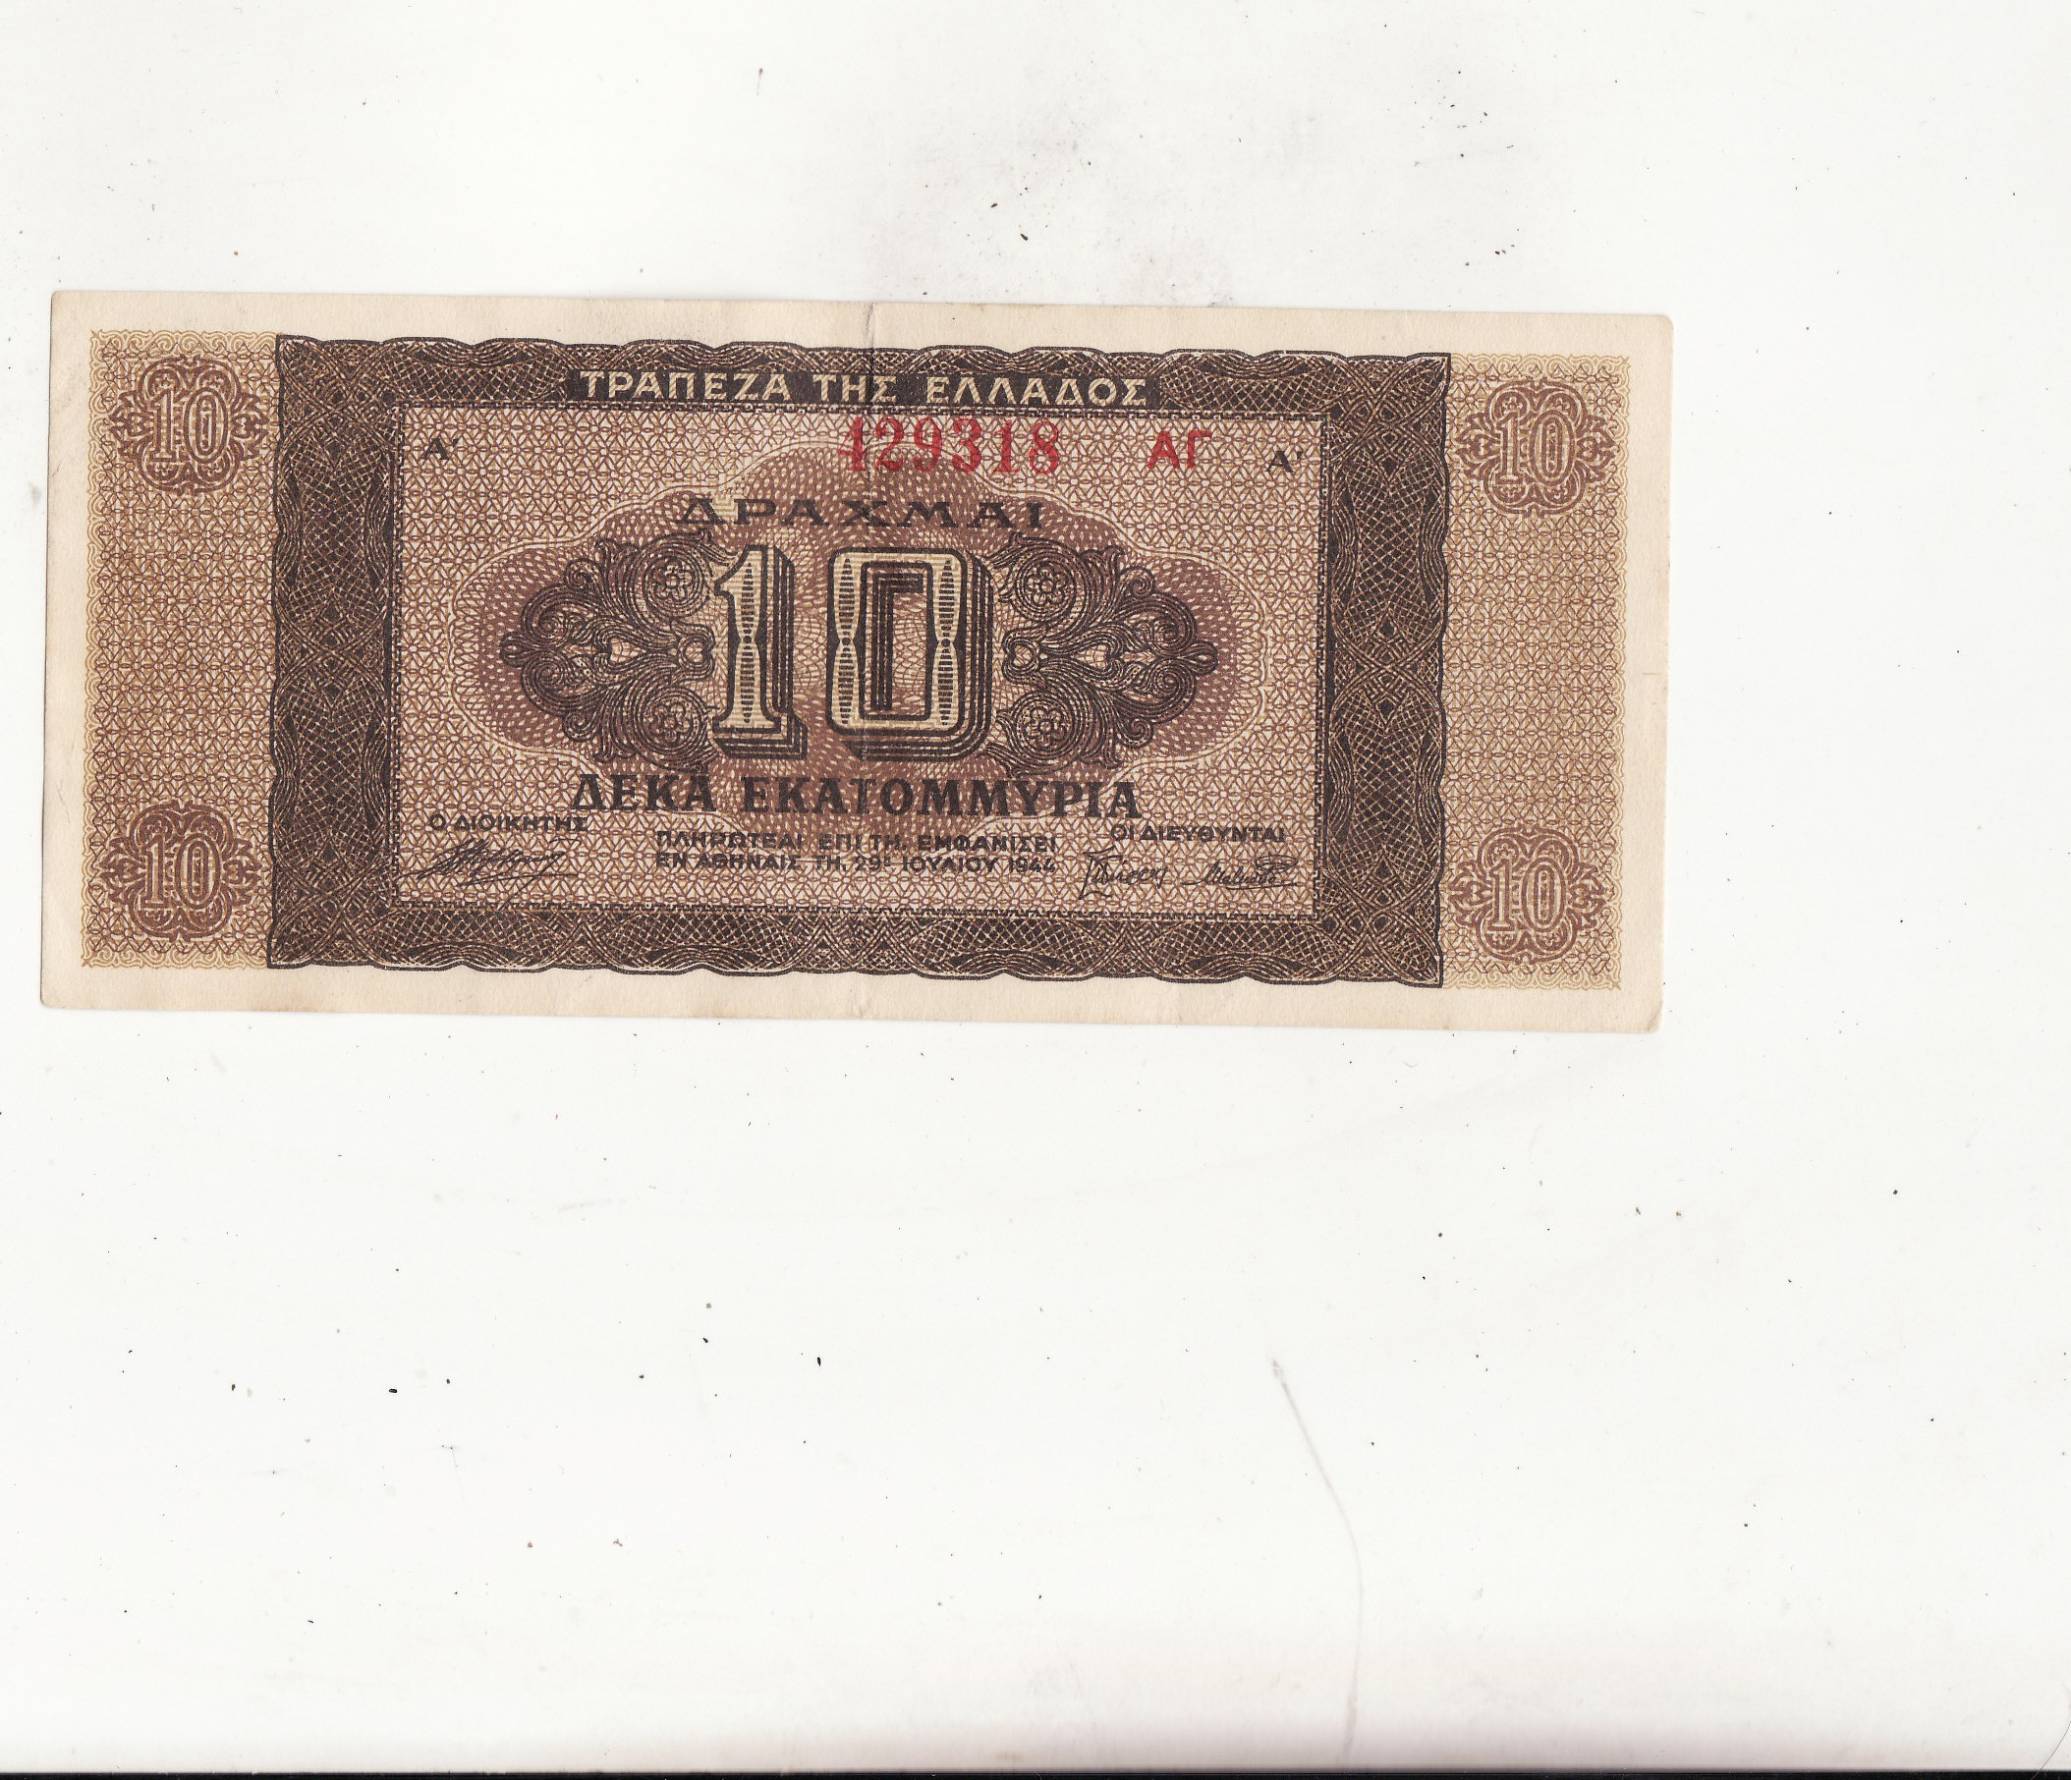 10
10
ΤΡΑΠΕΖΑ ΤΗΣ ΕΛΛΑΔΟΣ
Α' 429318 ΑΓ Α'
ΔΡΑΧΜΑΙ
10
ΔΕΚΑ ΕΚΑΤΟΜΜΥΡΙΑ
Ο ΔΙΟΙΚΗΤΗΣ
ΠΛΗΡΩΤΕΑΙ ΕΠΙ ΤΗ. ΕΜΦΑΝΙΣΕΙ
ΕΝ ΑΘΗΝΑΙΣ ΤΗ. 29ῃ ΙΟΥΛΙΟΥ 1944
ΟΙ ΔΙΕΥΘΥΝΤΑΙ
10
10